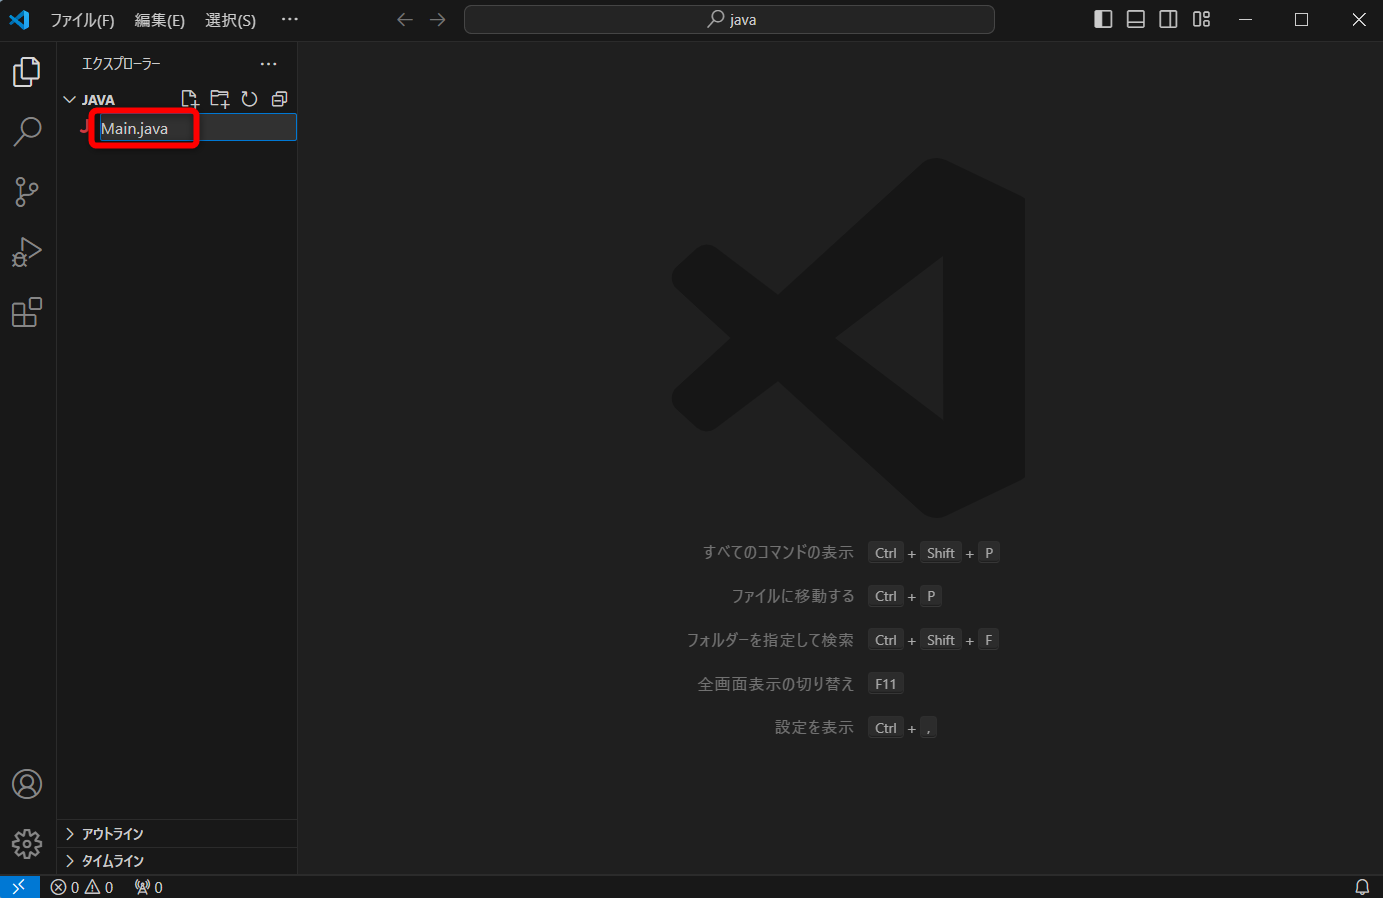 ファイル(F) 編集(E) 選択(S) ···
java
エクスプローラー ···
JAVA
Main.java
すべてのコマンドの表示 Ctrl + Shift + P
ファイルに移動する Ctrl + P
フォルダーを指定して検索 Ctrl + Shift + F
全画面表示の切り替え F11
設定を表示 Ctrl + ,
アウトライン
タイムライン
0 0 0